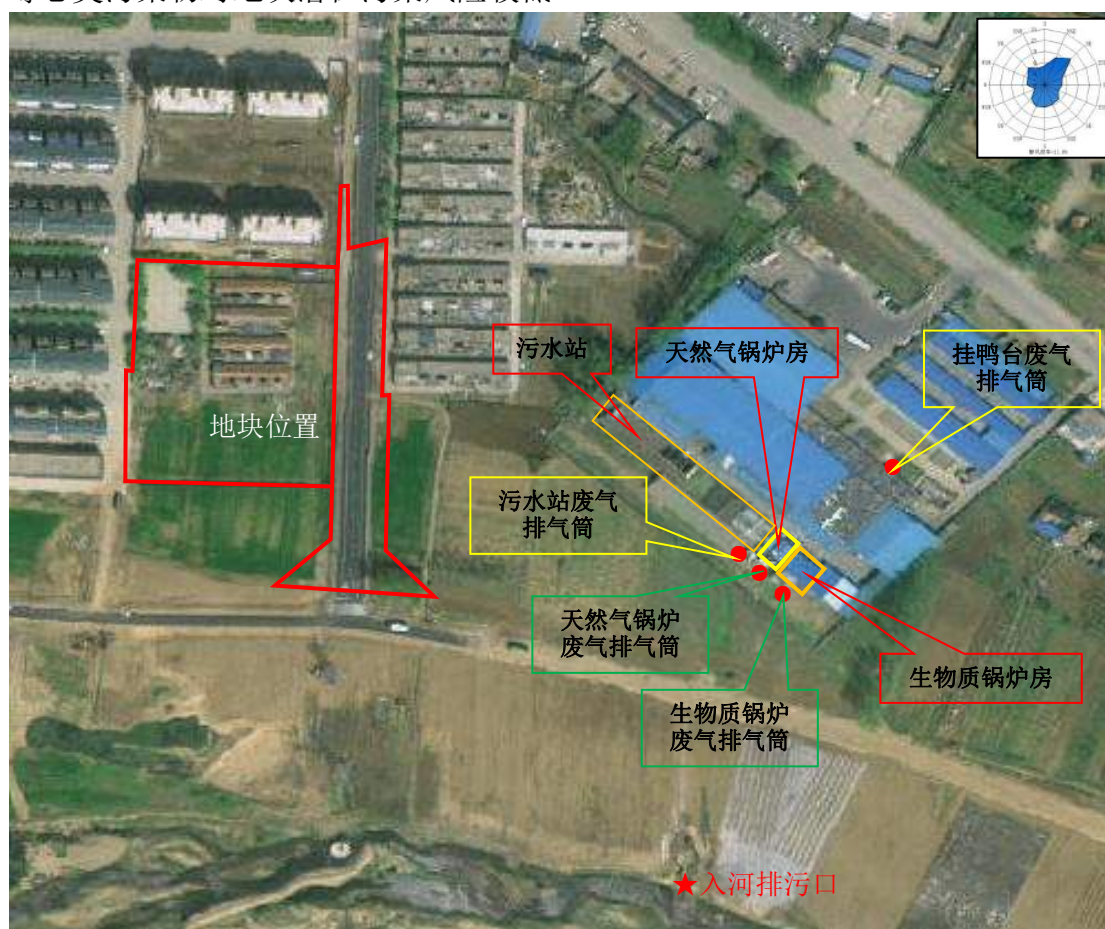 污水站
天然气锅炉房
挂鸭台废气
排气筒
地块位置
污水站废气
排气筒
天然气锅炉
废气排气筒
生物质锅炉房
生物质锅炉
废气排气筒
★入河排污口